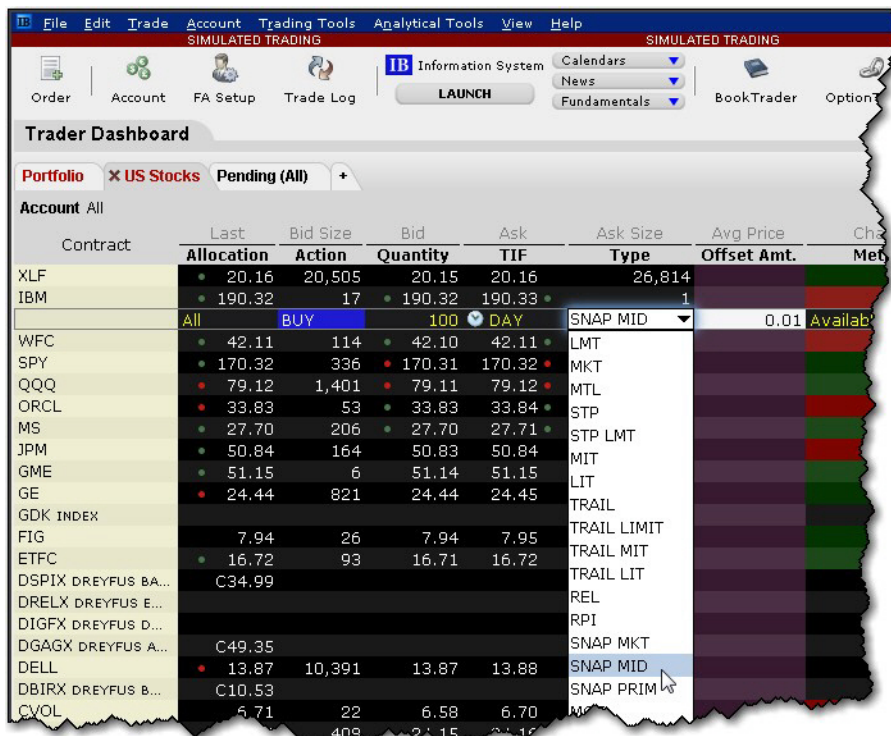 IB File Edit Trade Account Trading Tools Analytical Tools View Help
SIMULATED TRADING SIMULATED TRADING
IB Information System Calendars
News
Order Account FA Setup Trade Log LAUNCH Fundamentals BookTrader
Trader Dashboard
Portfolio X US Stocks Pending (All) +
Account All
Contract Last Bid Size Bid Ask Ask Size Avg Price
Allocation Action Quantity TIF Type Offset Amt.
XLF 20.16 20,505 20.15 20.16 26,814
IBM 190.32 17 190.32 190.33 1
All BUY 100 DAY SNAP MID 0.01 Availab
WFC 42.11 114 42.10 42.11 LMT
SPY 170.32 336 170.31 170.32 MKT
QQQ 79.12 1,401 79.11 79.12 MTL
ORCL 33.83 53 33.83 33.84 STP
MS 27.70 206 27.70 27.71 STP LMT
JPM 50.84 164 50.83 50.84 MIT
GME 51.15 6 51.14 51.15 LIT
GE 24.44 821 24.44 24.45 TRAIL
GDK INDEX TRAIL LIMIT
FIG 7.94 26 7.94 7.95 TRAIL MIT
ETFC 16.72 93 16.71 16.72 TRAIL LIT
DSPIX DREYFUS BA... C34.99 REL
DRELX DREYFUS E... RPI
DIGFX DREYFUS D... SNAP MKT
DGAGX DREYFUS A... C49.35
DELL 13.87 10,391 13.87 13.88 SNAP MID
DBIRX DREYFUS B... C10.53 SNAP PRIM
CVOL 6.71 22 6.58 6.70